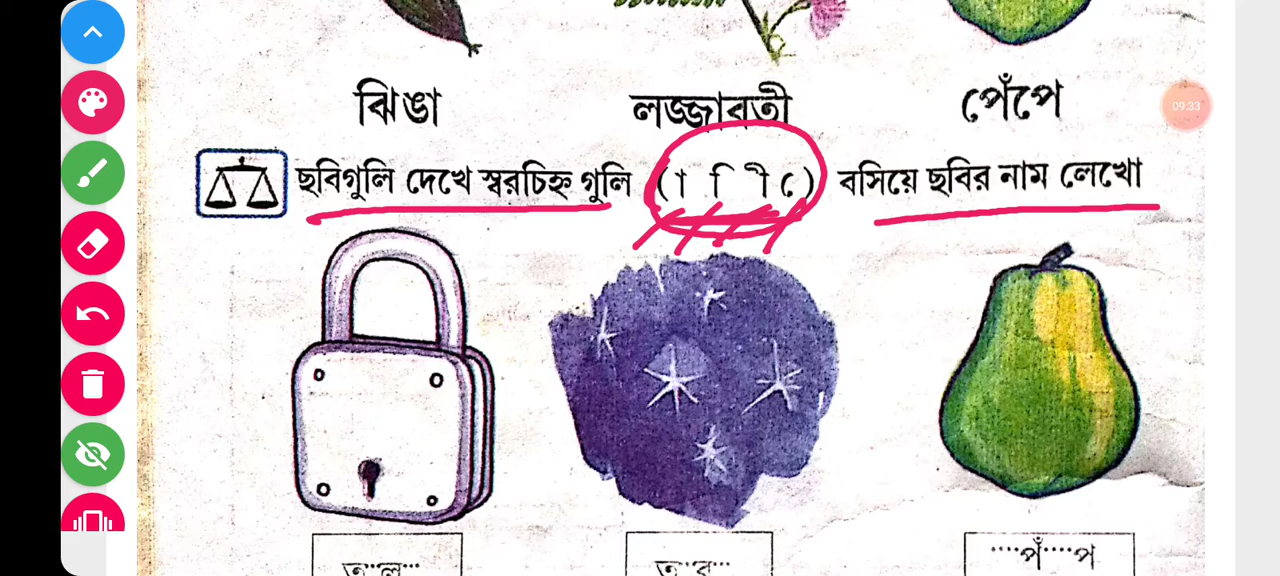 ঝিঙা লজ্জাবতী পেঁপে
09:33
ছবিগুলি দেখে স্বরচিহ্ন গুলি (া ি ী ে) বসিয়ে ছবির নাম লেখো
ত··ল··· ত··র··· ····পঁ····প